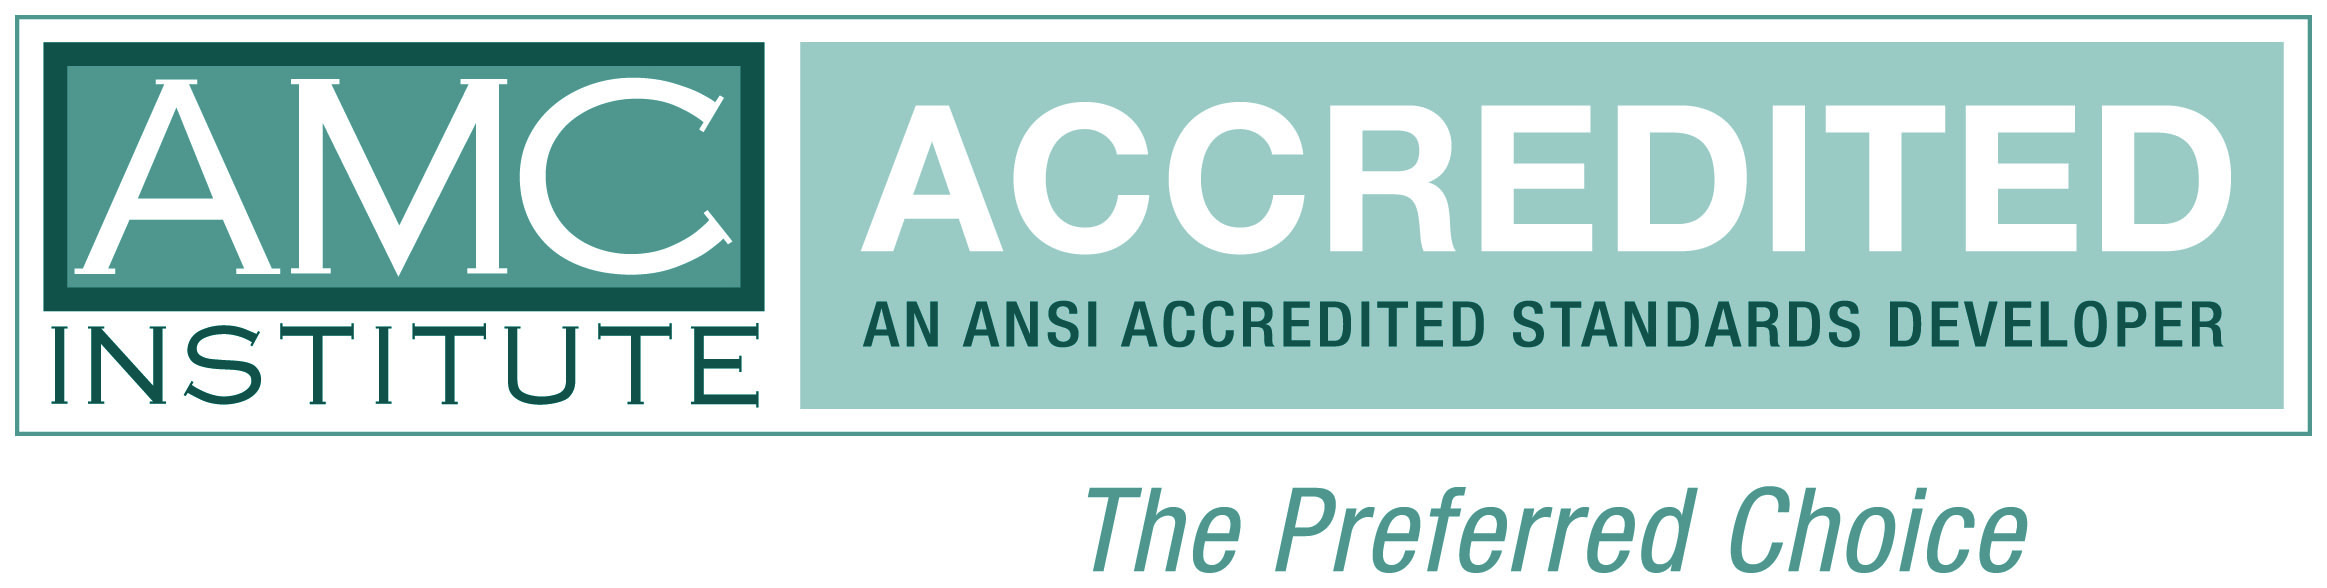 AMC
INSTITUTE
ACCREDITED
AN ANSI ACCREDITED STANDARDS DEVELOPER
The Preferred Choice